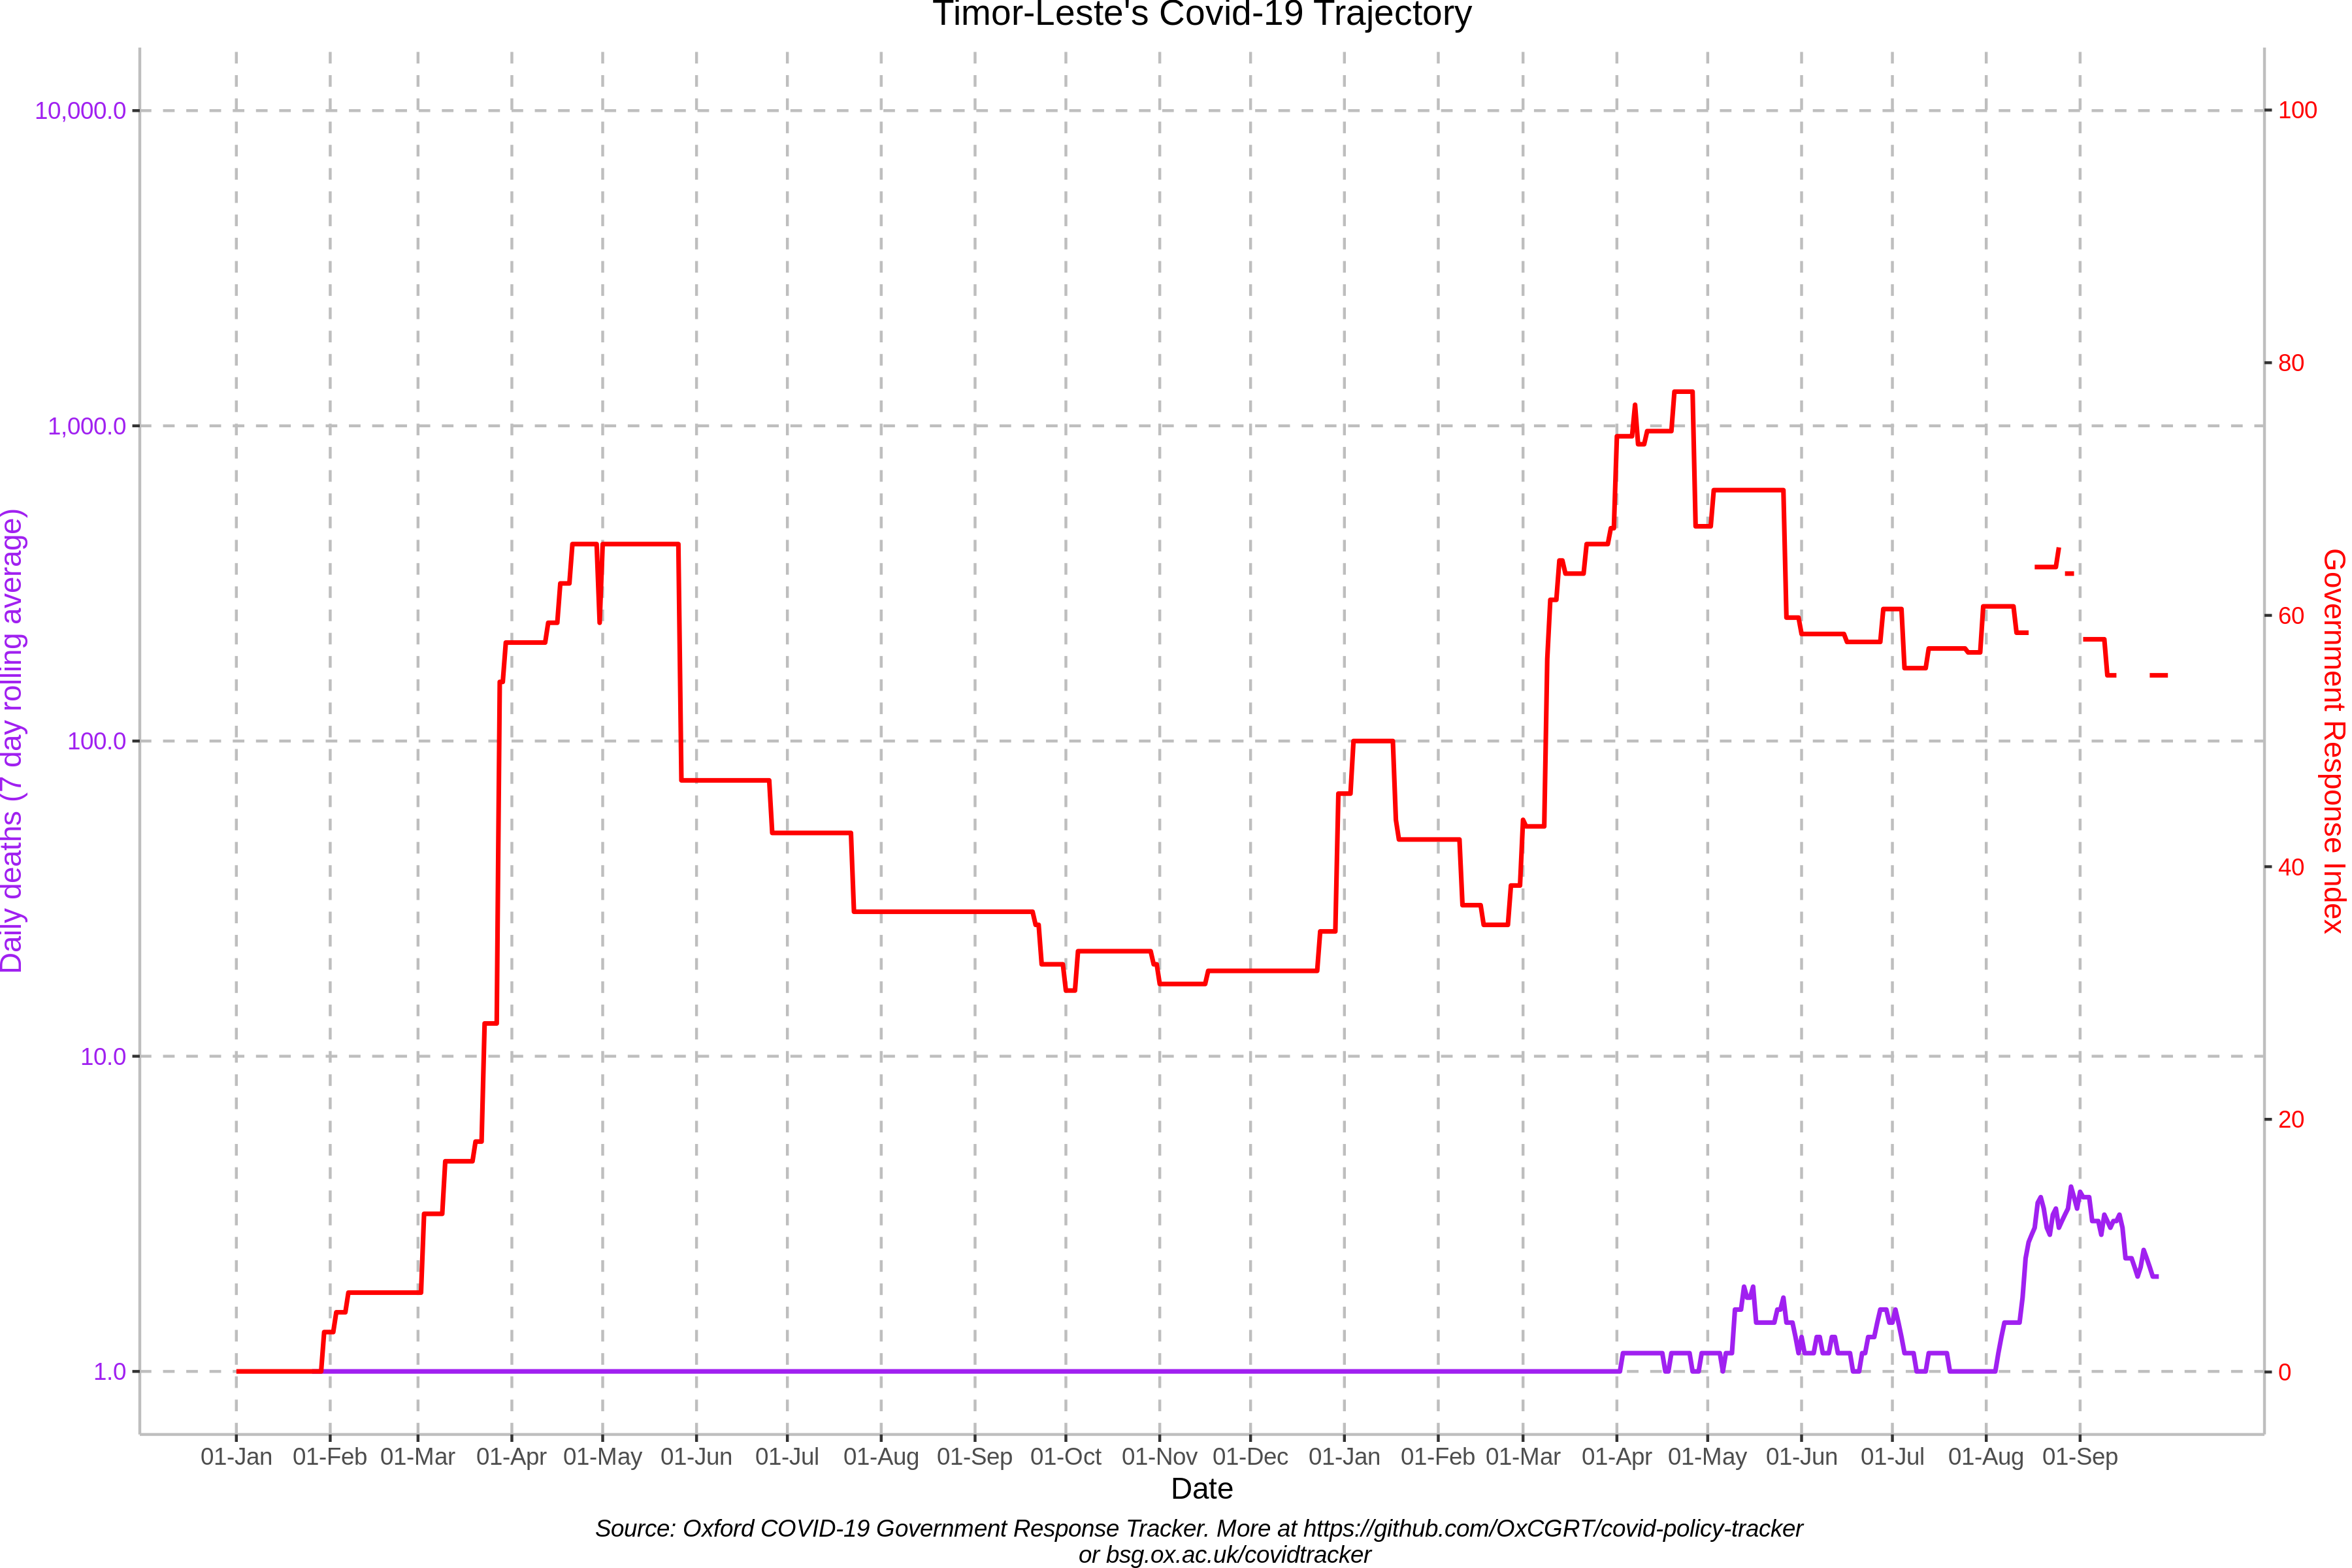 Timor-Leste's Covid-19 Trajectory
10,000.0
1,000.0
100.0
10.0
1.0
Daily deaths (7 day rolling average)
100
80
60
40
20
0
Government Response Index
01-Jan 01-Feb 01-Mar 01-Apr 01-May 01-Jun 01-Jul 01-Aug 01-Sep 01-Oct 01-Nov 01-Dec 01-Jan 01-Feb 01-Mar 01-Apr 01-May 01-Jun 01-Jul 01-Aug 01-Sep
Date
Source: Oxford COVID-19 Government Response Tracker. More at https://github.com/OxCGRT/covid-policy-tracker
or bsg.ox.ac.uk/covidtracker